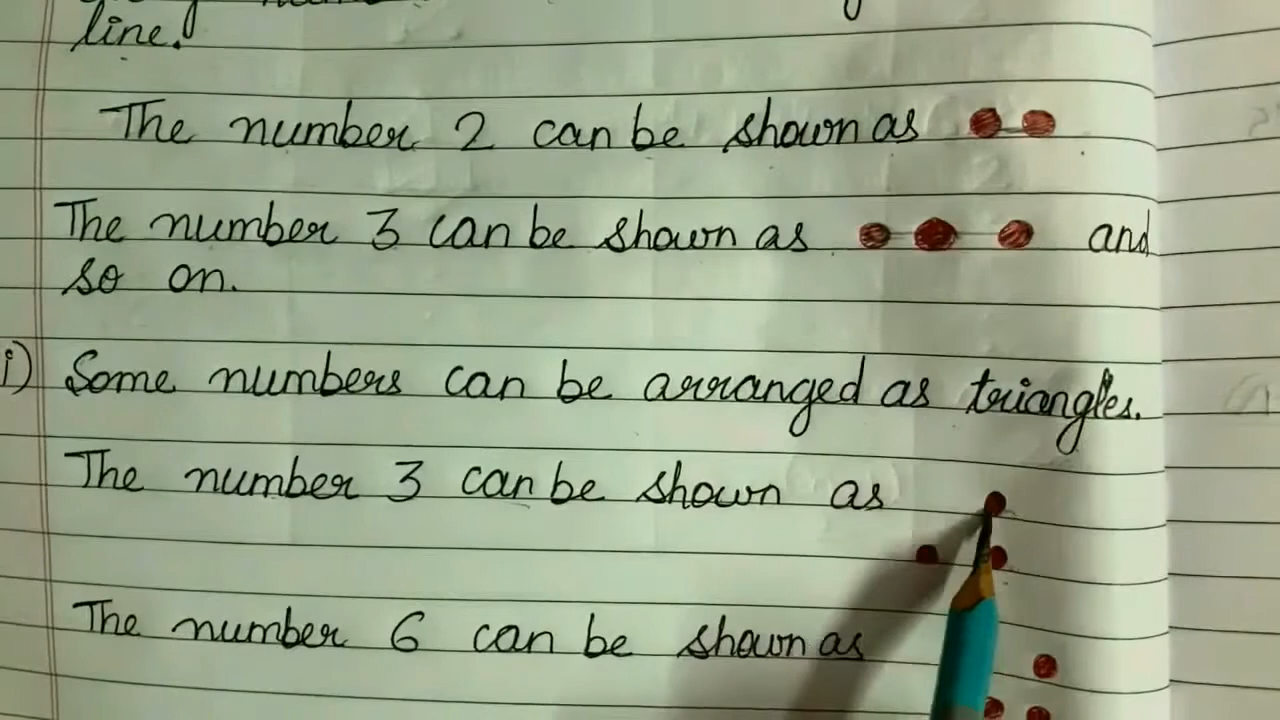 line.
The number 2 can be shown as
The number 3 can be shown as and
so on.
i) Some numbers can be arranged as triangles.
The number 3 can be shown as
The number 6 can be shown as